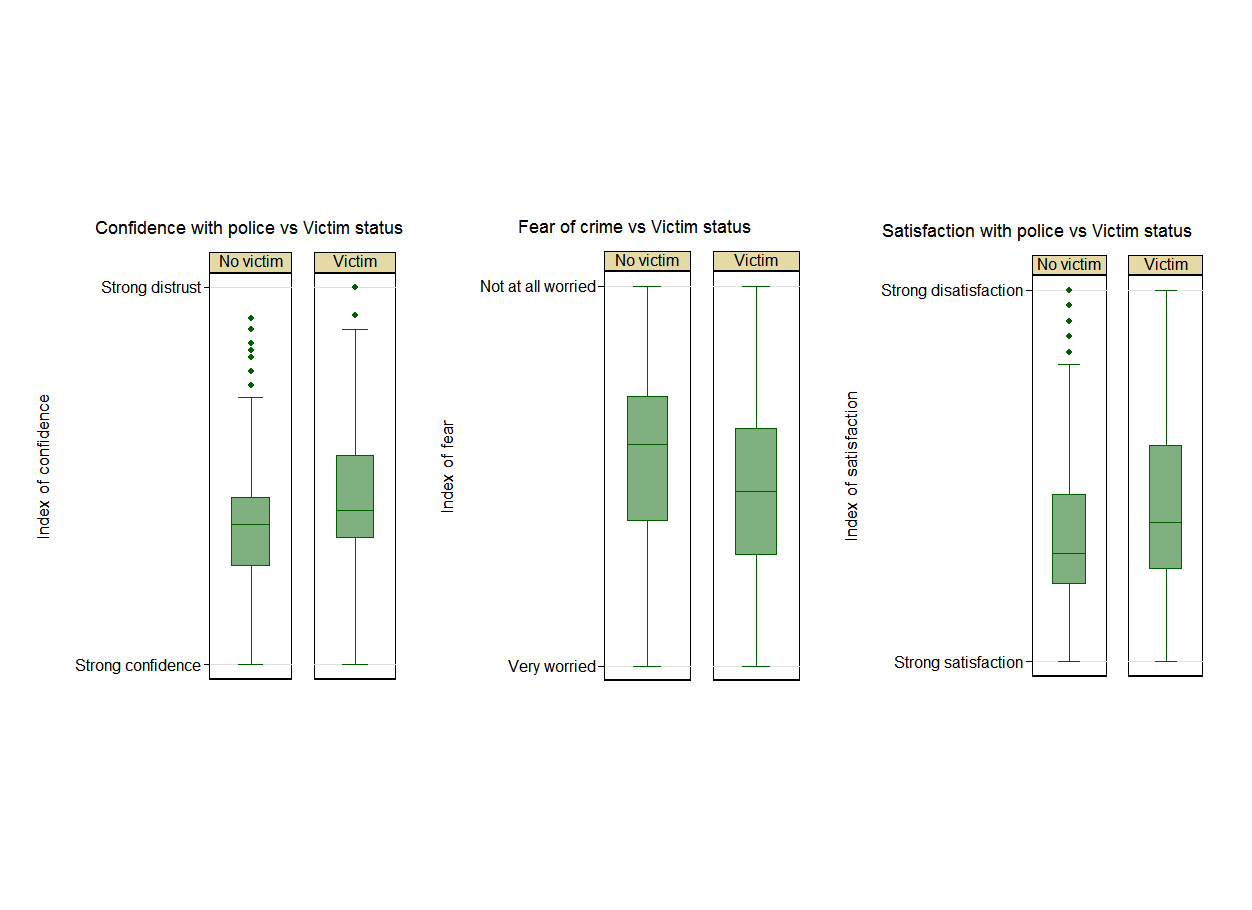 Confidence with police vs Victim status
No victim
Victim
Strong distrust
Index of confidence
Strong confidence
Fear of crime vs Victim status
No victim
Victim
Not at all worried
Index of fear
Very worried
Satisfaction with police vs Victim status
No victim
Victim
Strong disatisfaction
Index of satisfaction
Strong satisfaction